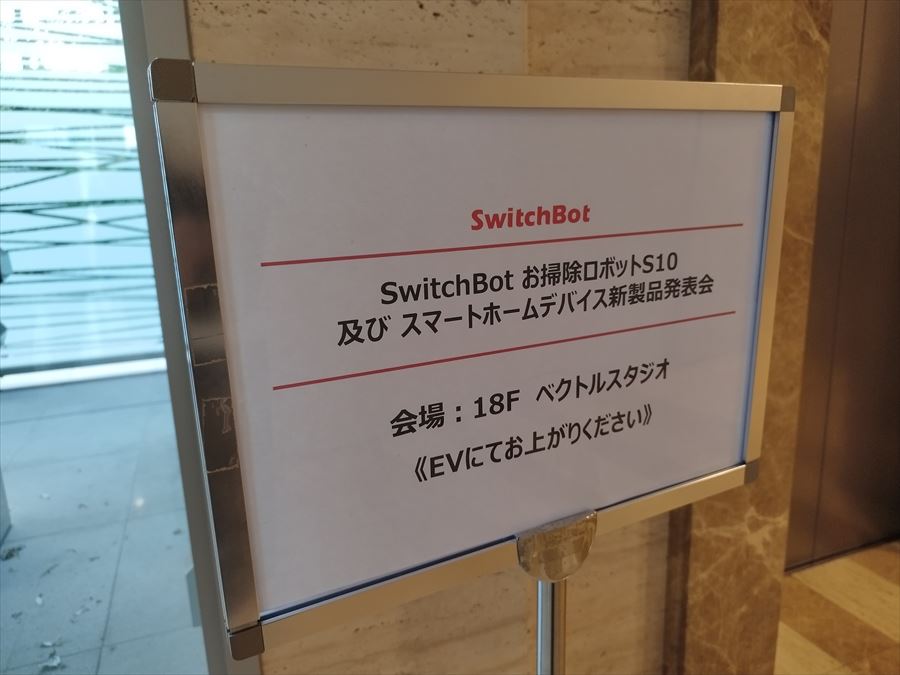 SwitchBot
SwitchBot お掃除ロボットS10
及び スマートホームデバイス新製品発表会
会場：18F ベクトルスタジオ
《EVにてお上がりください》